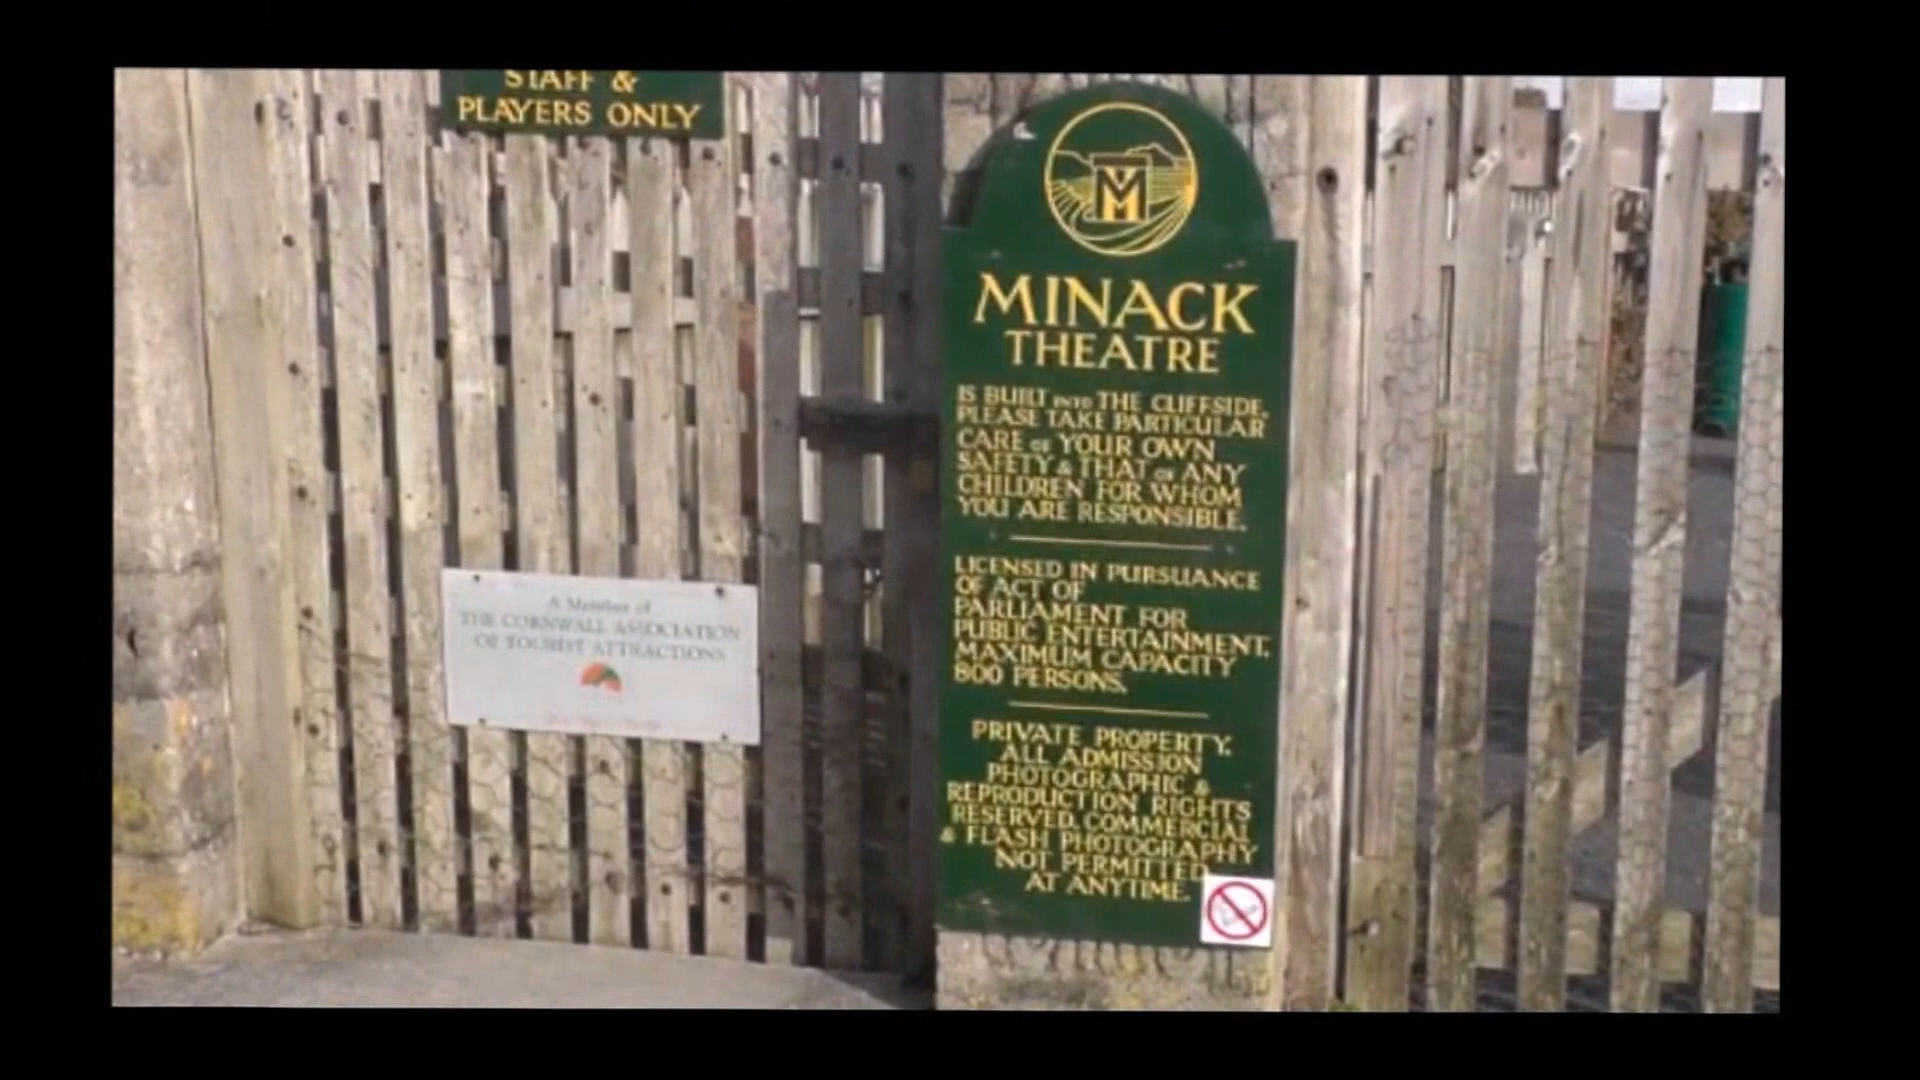 STAFF &
PLAYERS ONLY
M
MINACK
THEATRE
IS BUILT INTO THE CLIFFSIDE.
PLEASE TAKE PARTICULAR
CARE OF YOUR OWN
SAFETY & THAT OF ANY
CHILDREN FOR WHOM
YOU ARE RESPONSIBLE.
LICENSED IN PURSUANCE
OF ACT OF
PARLIAMENT FOR
PUBLIC ENTERTAINMENT.
MAXIMUM CAPACITY
800 PERSONS.
PRIVATE PROPERTY.
ALL ADMISSION
PHOTOGRAPHIC &
REPRODUCTION RIGHTS
RESERVED. COMMERCIAL
& FLASH PHOTOGRAPHY
NOT PERMITTED
AT ANYTIME.
A Member of
THE CORNWALL ASSOCIATION
OF TOURIST ATTRACTIONS